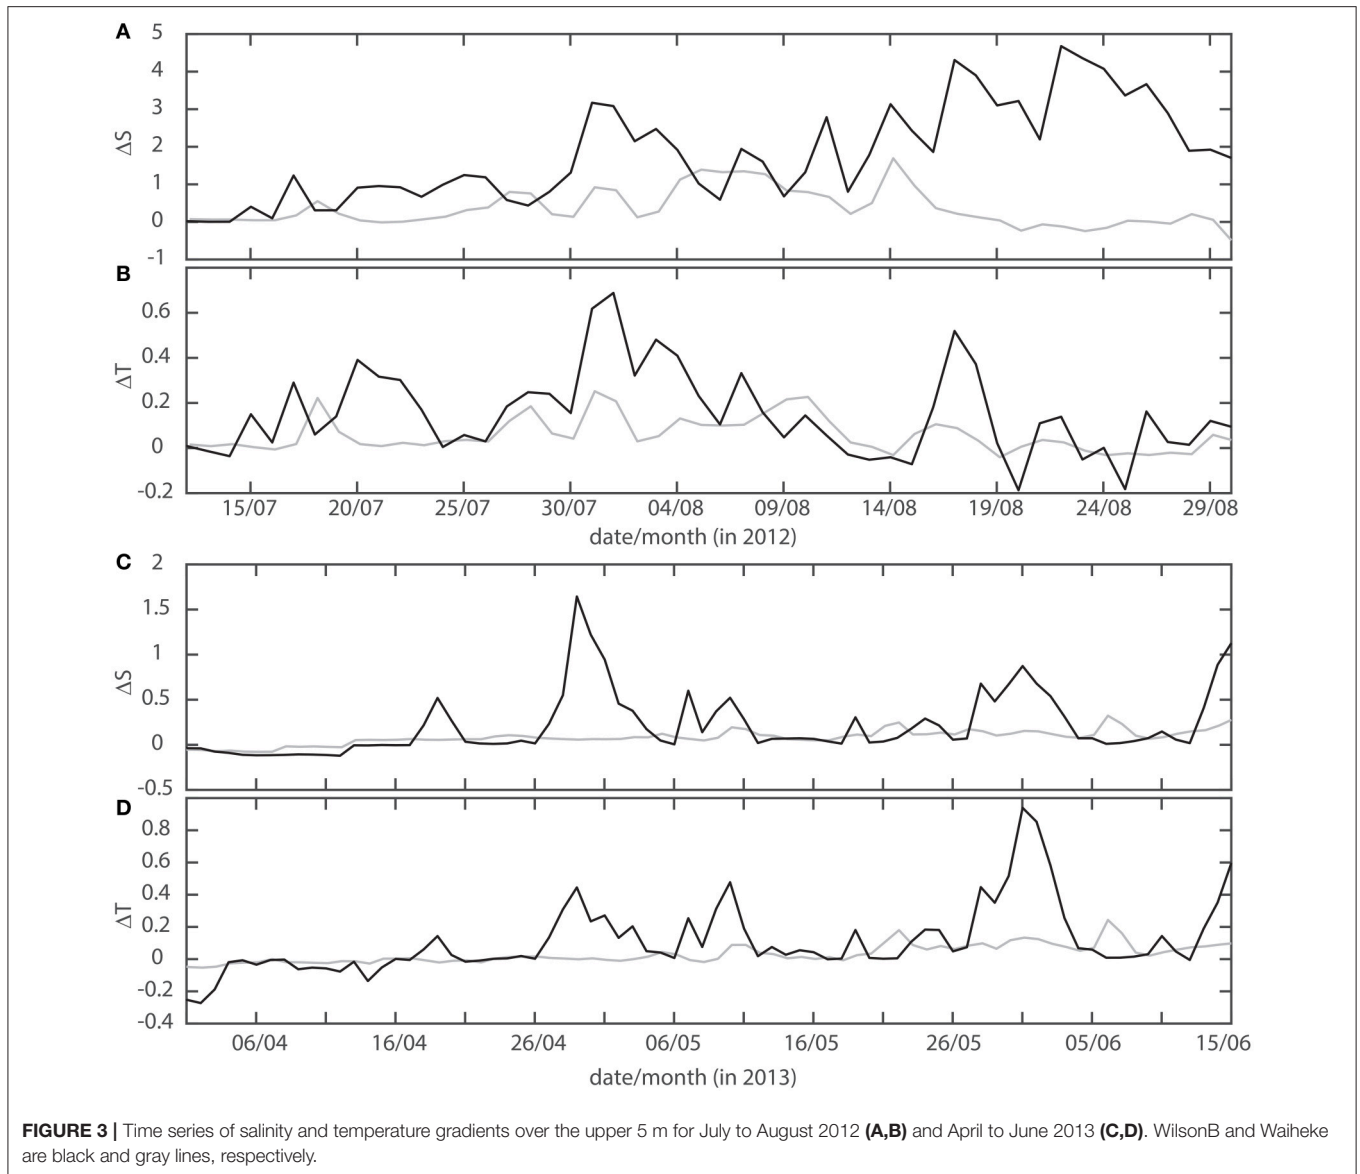 A
5
4
3
2
1
0
-1
ΔS
B
0.6
0.4
0.2
0
-0.2
ΔT
15/07 20/07 25/07 30/07 04/08 09/08 14/08 19/08 24/08 29/08
date/month (in 2012)
C
2
1.5
1
0.5
0
-0.5
ΔS
D
0.8
0.6
0.4
0.2
0
-0.2
-0.4
ΔT
06/04 16/04 26/04 06/05 16/05 26/05 05/06 15/06
date/month (in 2013)
FIGURE 3 | Time series of salinity and temperature gradients over the upper 5 m for July to August 2012 (A,B) and April to June 2013 (C,D). WilsonB and Waiheke
are black and gray lines, respectively.